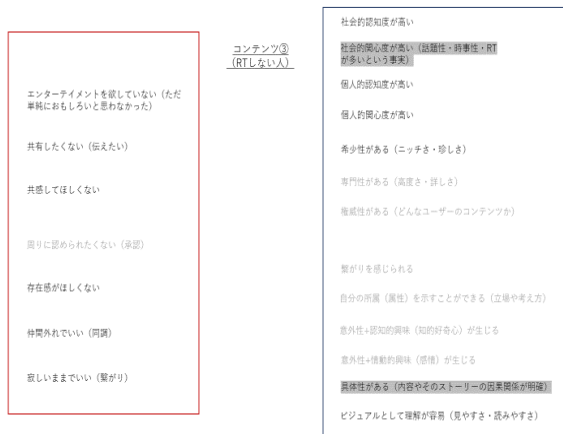 コンテンツ③
（RTしない人）
エンターテイメントを欲していない（ただ
単純におもしろいと思わなかった）
共有したくない（伝えたい）
共感してほしくない
周りに認められたくない（承認）
存在感がほしくない
仲間外れでいい（同調）
寂しいままでいい（繋がり）
社会的認知度が高い
社会的関心度が高い（話題性・時事性・RT
が多いという事実）
個人的認知度が高い
個人的関心度が高い
希少性がある（ニッチさ・珍しさ）
専門性がある（高度さ・詳しさ）
権威性がある（どんなユーザーのコンテンツか）
繋がりを感じられる
自分の所属（属性）を示すことができる（立場や考え方）
意外性+認知的興味（知的好奇心）が生じる
意外性+情動的興味（感情）が生じる
具体性がある（内容やそのストーリーの因果関係が明確）
ビジュアルとして理解が容易（見やすさ・読みやすさ）